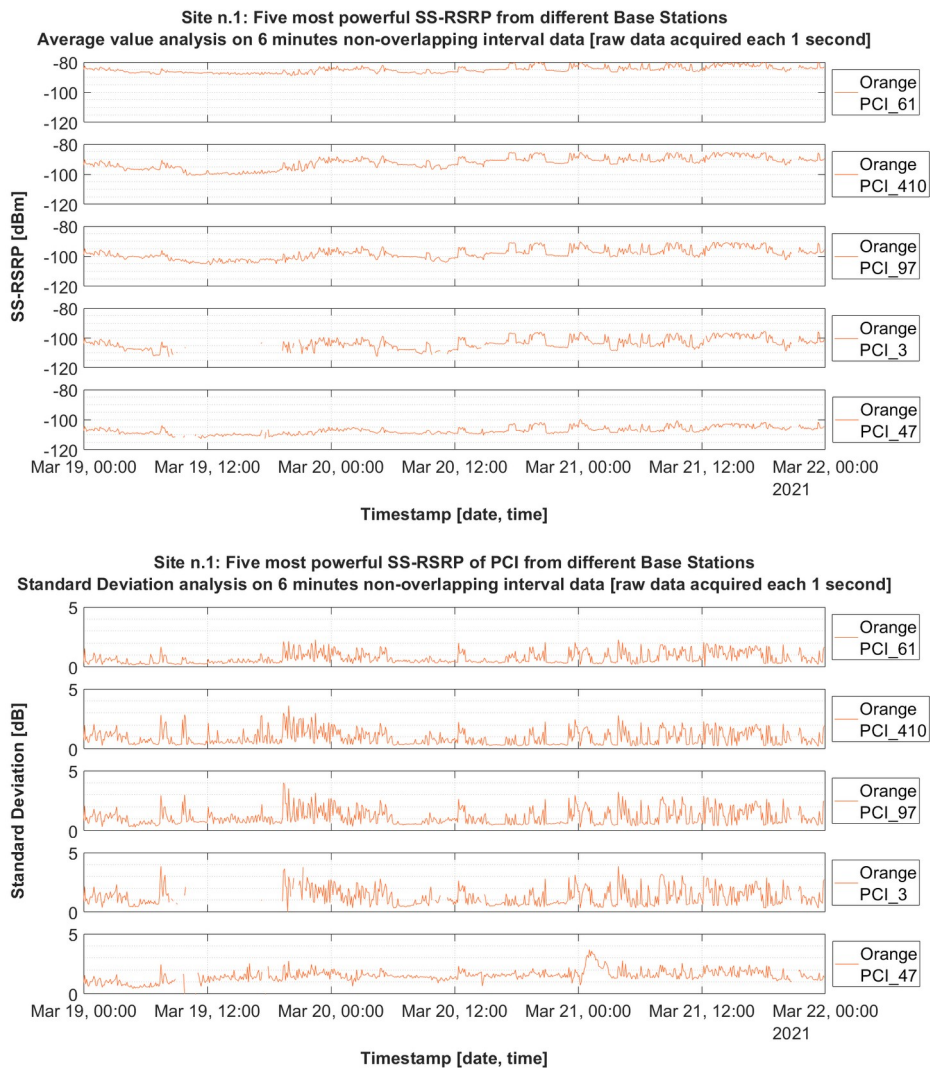 Site n.1: Five most powerful SS-RSRP from different Base Stations
Average value analysis on 6 minutes non-overlapping interval data [raw data acquired each 1 second]
-80
-100
-120
Orange
PCI_61
-80
-100
-120
Orange
PCI_410
-80
-100
-120
Orange
PCI_97
-80
-100
-120
Orange
PCI_3
-80
-100
-120
Orange
PCI_47
SS-RSRP [dBm]
Mar 19, 00:00 Mar 19, 12:00 Mar 20, 00:00 Mar 20, 12:00 Mar 21, 00:00 Mar 21, 12:00 Mar 22, 00:00
2021
Timestamp [date, time]
Site n.1: Five most powerful SS-RSRP of PCI from different Base Stations
Standard Deviation analysis on 6 minutes non-overlapping interval data [raw data acquired each 1 second]
5
0
Orange
PCI_61
5
0
Orange
PCI_410
5
0
Orange
PCI_97
5
0
Orange
PCI_3
5
0
Orange
PCI_47
Standard Deviation [dB]
Mar 19, 00:00 Mar 19, 12:00 Mar 20, 00:00 Mar 20, 12:00 Mar 21, 00:00 Mar 21, 12:00 Mar 22, 00:00
2021
Timestamp [date, time]